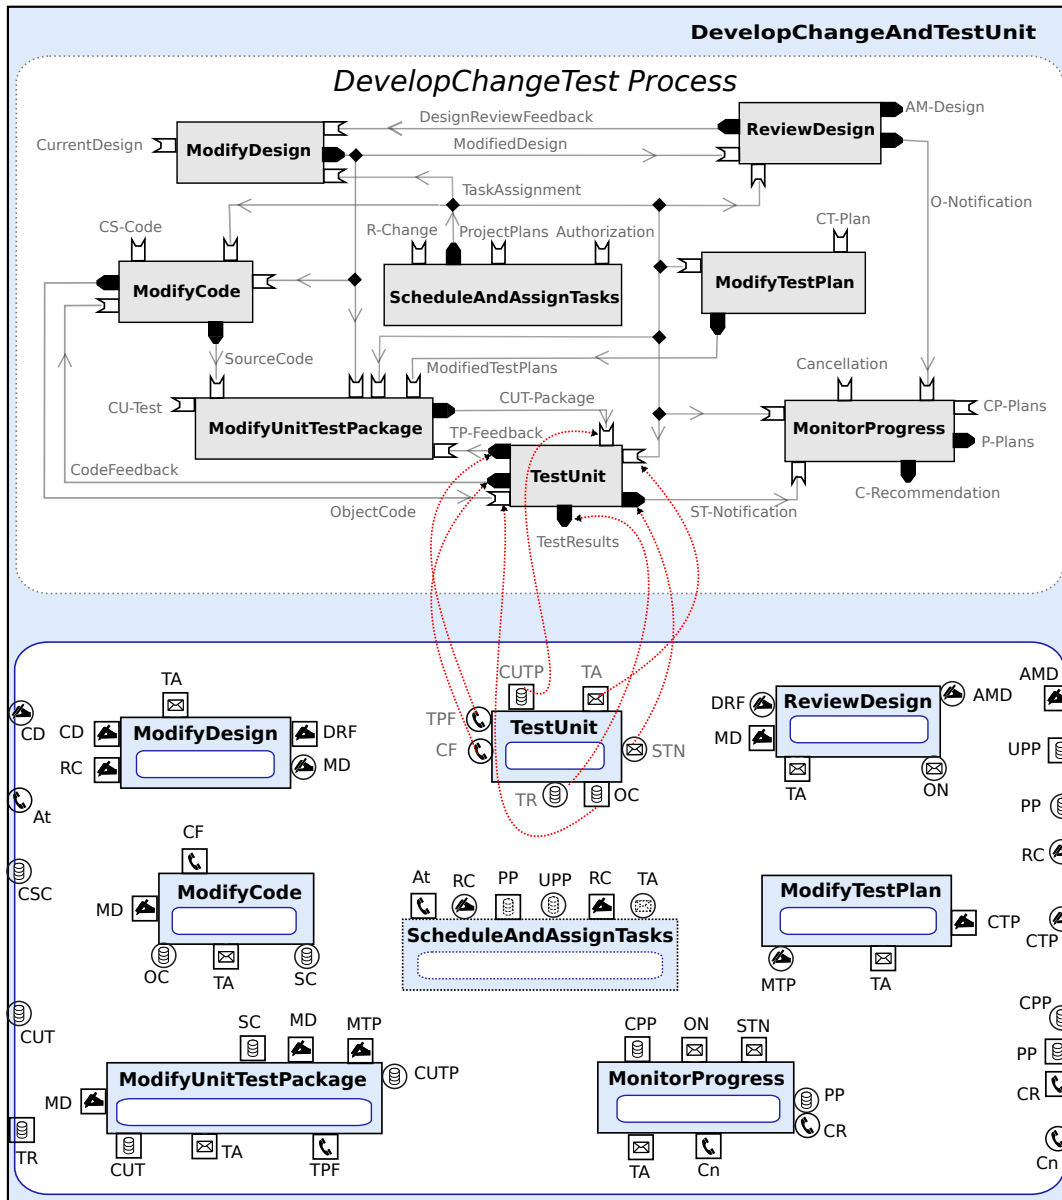 DevelopChangeAndTestUnit
DevelopChangeTest Process
DesignReviewFeedback
AM-Design
CurrentDesign
ModifyDesign
ModifiedDesign
ReviewDesign
TaskAssignment
O-Notification
CS-Code
R-Change
ProjectPlans
Authorization
CT-Plan
ModifyCode
ScheduleAndAssignTasks
ModifyTestPlan
SourceCode
ModifiedTestPlans
Cancellation
CU-Test
CUT-Package
CP-Plans
ModifyUnitTestPackage
TP-Feedback
MonitorProgress
P-Plans
CodeFeedback
TestUnit
C-Recommendation
ObjectCode
ST-Notification
TestResults
TA
CUTP
TA
AMD
DRF
AMD
ReviewDesign
CD
CD
ModifyDesign
DRF
TPF
TestUnit
MD
UPP
CF
STN
RC
MD
TA
ON
TR
OC
PP
At
CF
RC
CSC
ModifyCode
At
RC
PP
UPP
RC
TA
ModifyTestPlan
MD
ScheduleAndAssignTasks
CTP
CTP
OC
TA
SC
MTP
TA
CUT
SC
MD
MTP
CPP
ON
STN
CPP
PP
ModifyUnitTestPackage
CUTP
MonitorProgress
PP
CR
MD
CR
TR
CUT
TA
TPF
TA
Cn
Cn